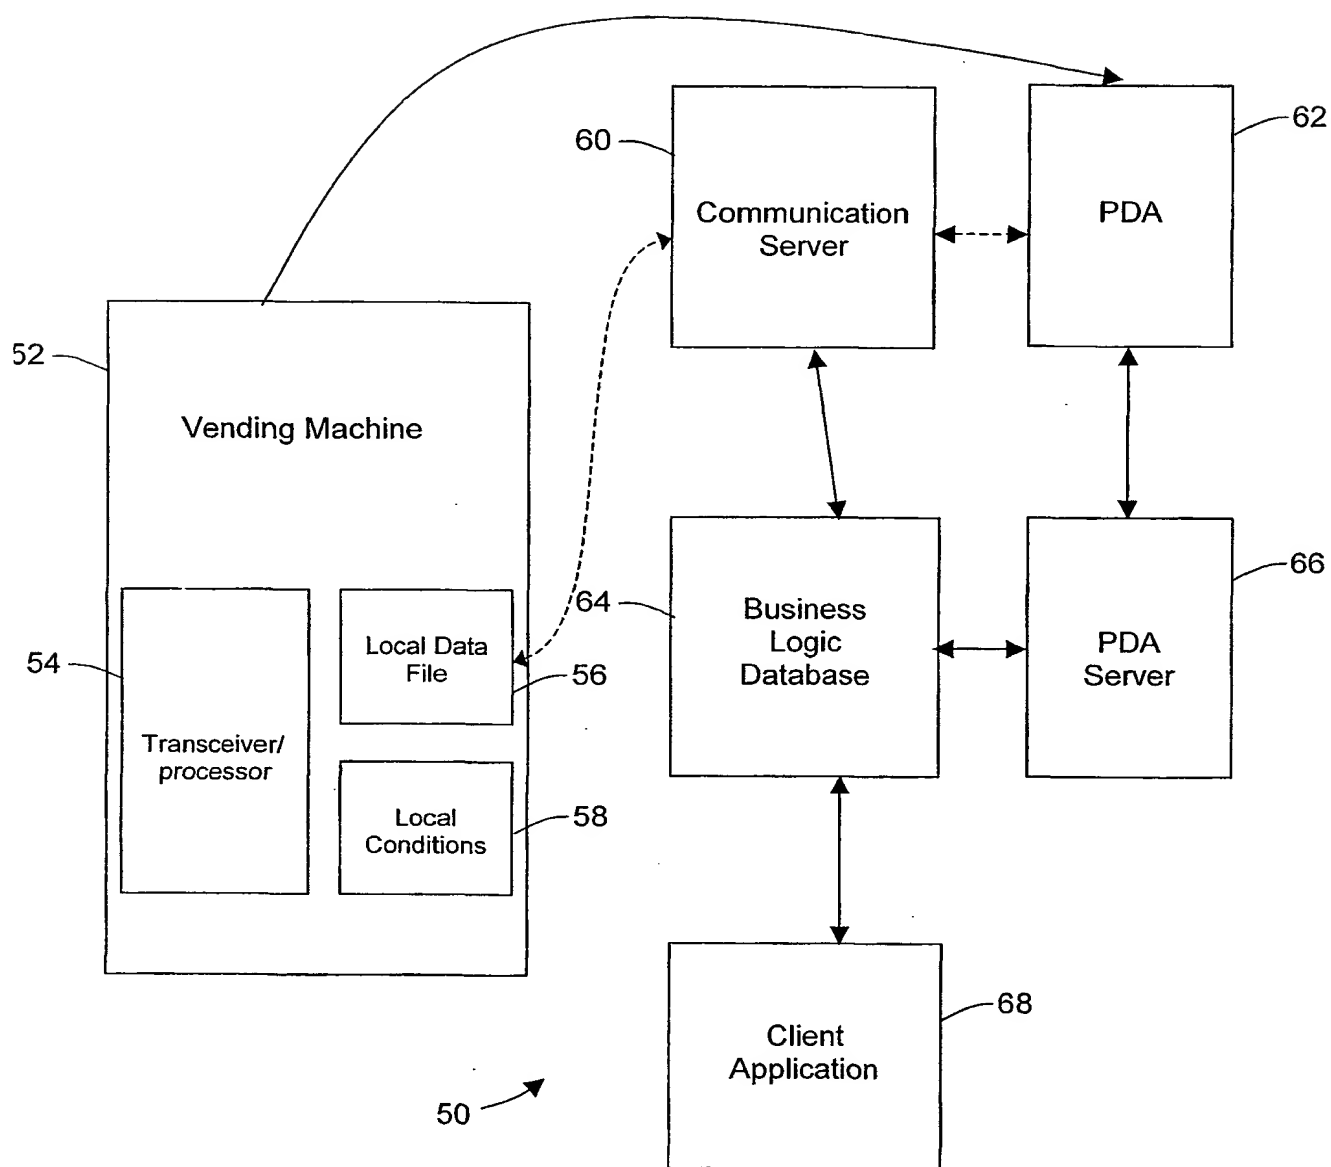 60
62
Communication
Server
PDA
52
Vending Machine
64
Business
Logic
Database
66
PDA
Server
54
Transceiver/
processor
Local Data
File
56
Local
Conditions
58
68
Client
Application
50